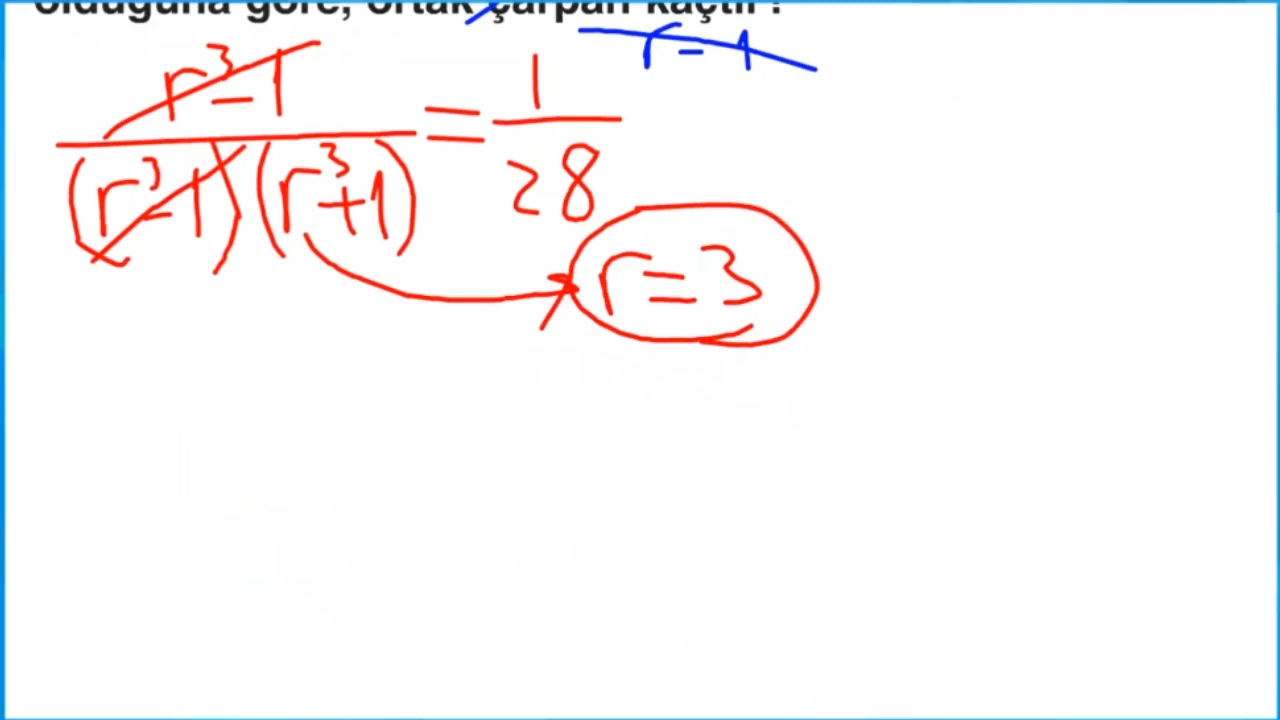 olduğuna göre, ortak çarpan kaçtır?
r - 1
r³-1 = 1
(r³-1)(r³+1) 28
r=3